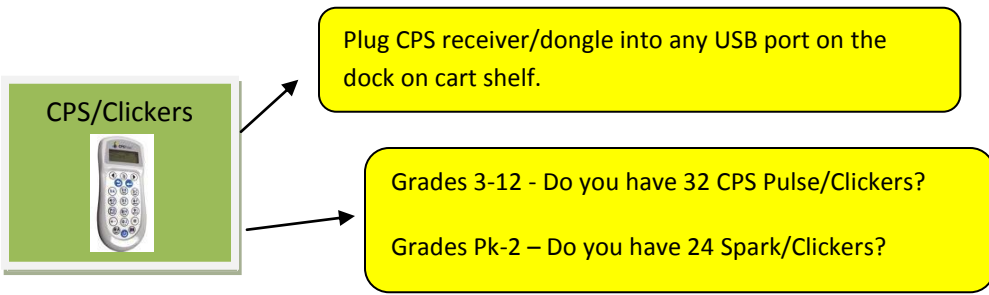 Plug CPS receiver/dongle into any USB port on the
dock on cart shelf.
CPS/Clickers
Grades 3-12 - Do you have 32 CPS Pulse/Clickers?
Grades Pk-2 – Do you have 24 Spark/Clickers?